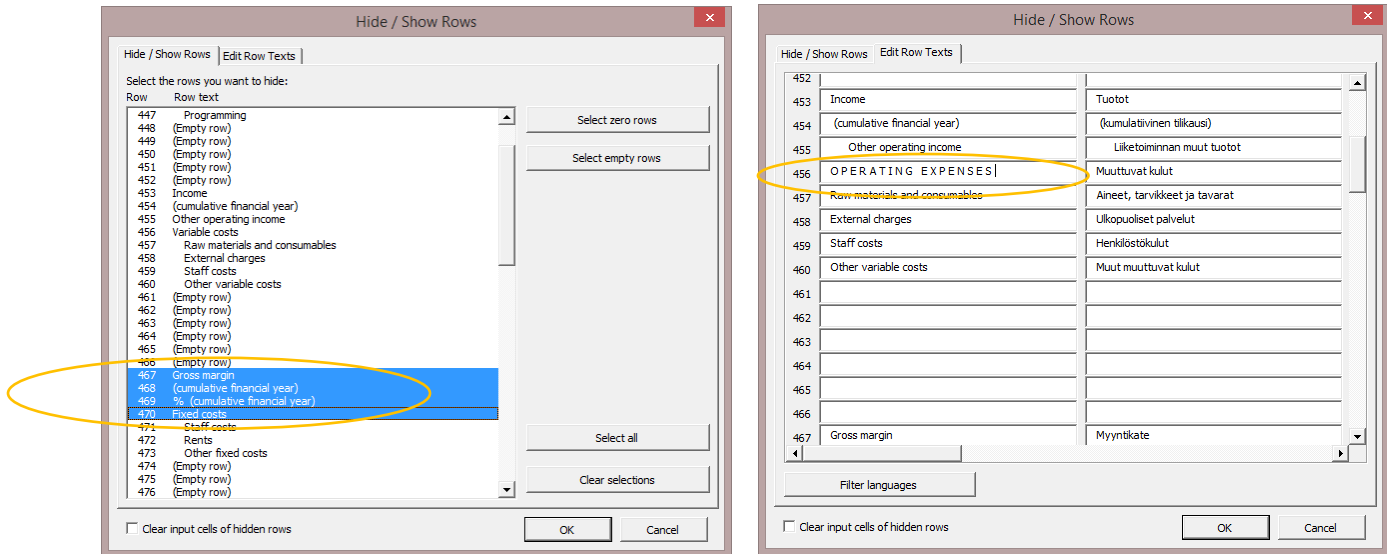 Hide / Show Rows
Hide / Show Rows Edit Row Texts
Select the rows you want to hide:
Row Row text
447 Programming
448 (Empty row)
449 (Empty row)
450 (Empty row)
451 (Empty row)
452 (Empty row)
453 Income
454 (cumulative financial year)
455 Other operating income
456 Variable costs
457 Raw materials and consumables
458 External charges
459 Staff costs
460 Other variable costs
461 (Empty row)
462 (Empty row)
463 (Empty row)
464 (Empty row)
465 (Empty row)
466 (Empty row)
467 Gross margin
468 (cumulative financial year)
469 % (cumulative financial year)
470 Fixed costs
471 Staff costs
472 Rents
473 Other fixed costs
474 (Empty row)
475 (Empty row)
476 (Empty row)
Select zero rows
Select empty rows
Select all
Clear selections
Clear input cells of hidden rows
OK Cancel
Hide / Show Rows
Hide / Show Rows Edit Row Texts
452
453 Income Tuotot
454 (cumulative financial year) (kumulatiivinen tilikausi)
455 Other operating income Liiketoiminnan muut tuotot
456 OPERATING EXPENSES Muuttuvat kulut
457 Raw materials and consumables Aineet, tarvikkeet ja tavarat
458 External charges Ulkopuoliset palvelut
459 Staff costs Henkilöstökulut
460 Other variable costs Muut muuttuvat kulut
461
462
463
464
465
466
467 Gross margin Myyntikate
Filter languages
Clear input cells of hidden rows
OK Cancel